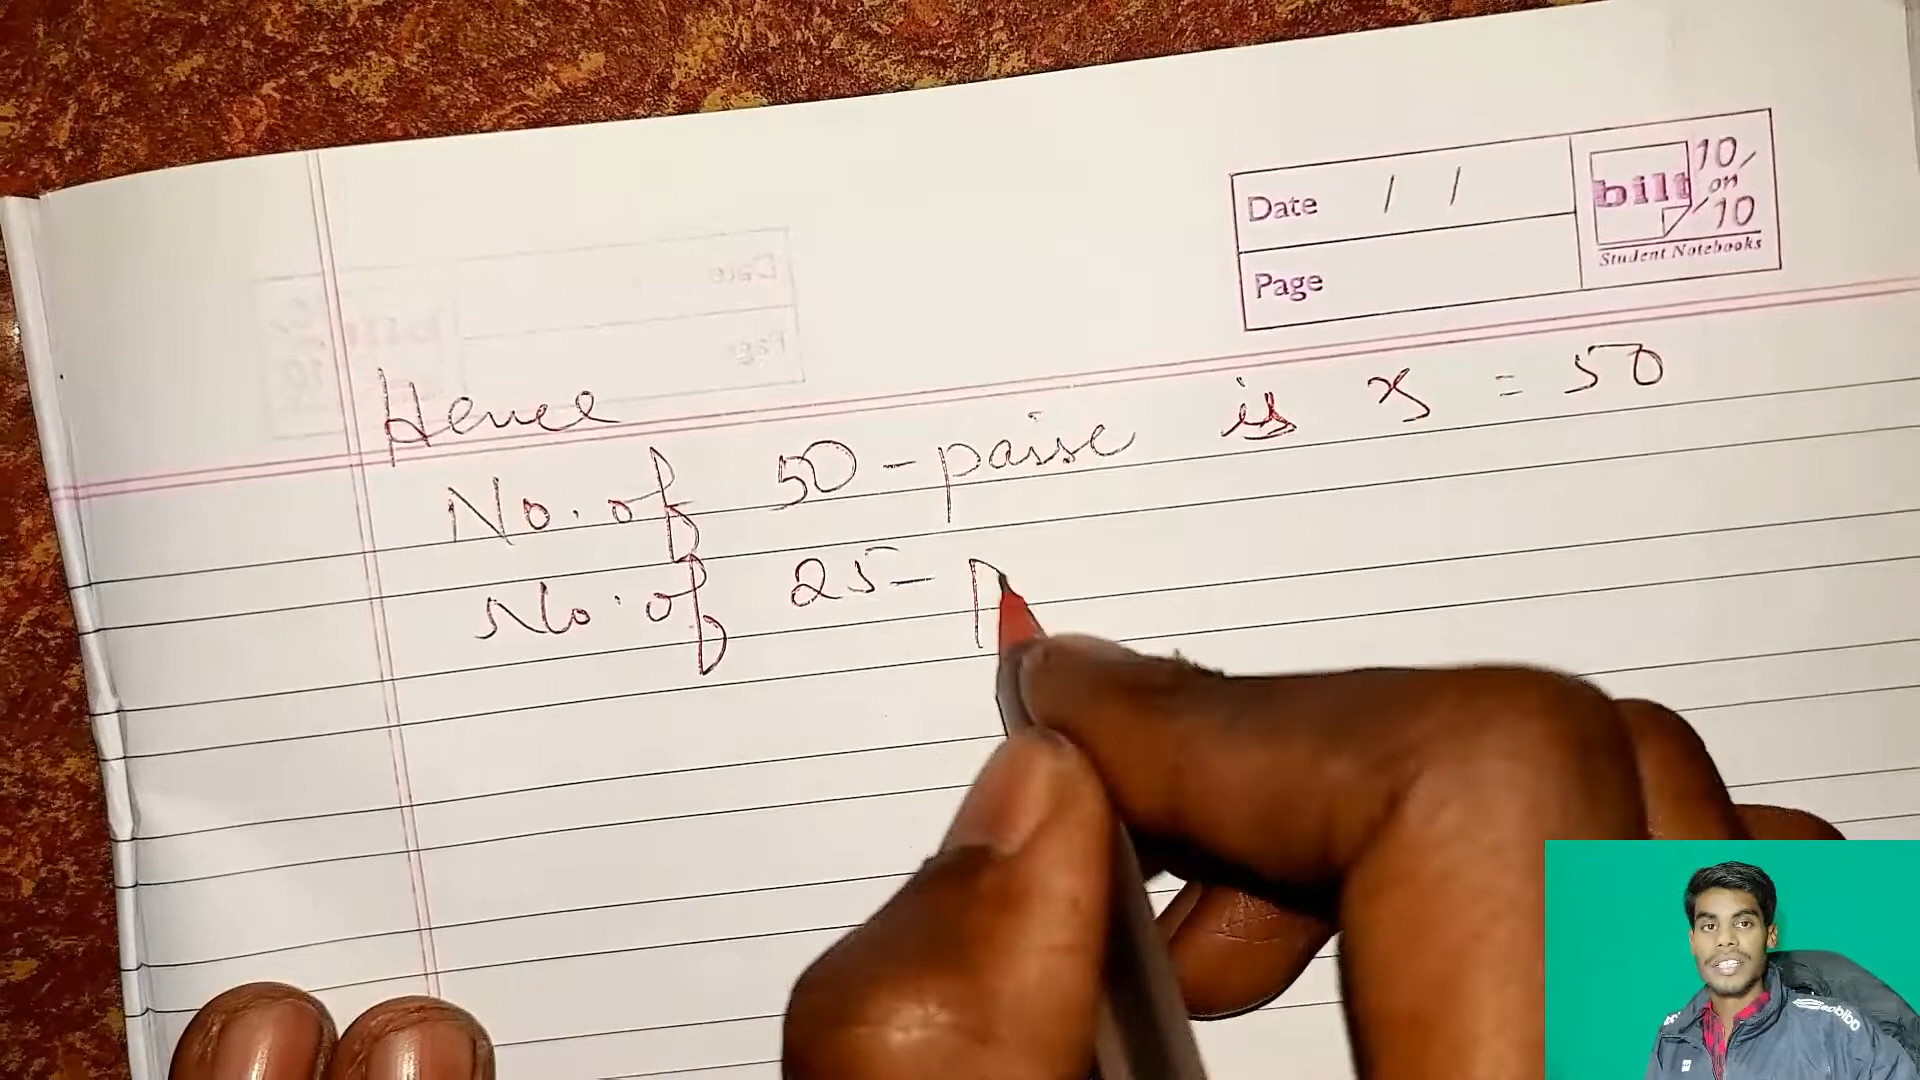 Date / /
Page
bilt
10/
on
/10
Student Notebooks
Hence
No. of 50-paise is x = 50
No. of 25- p